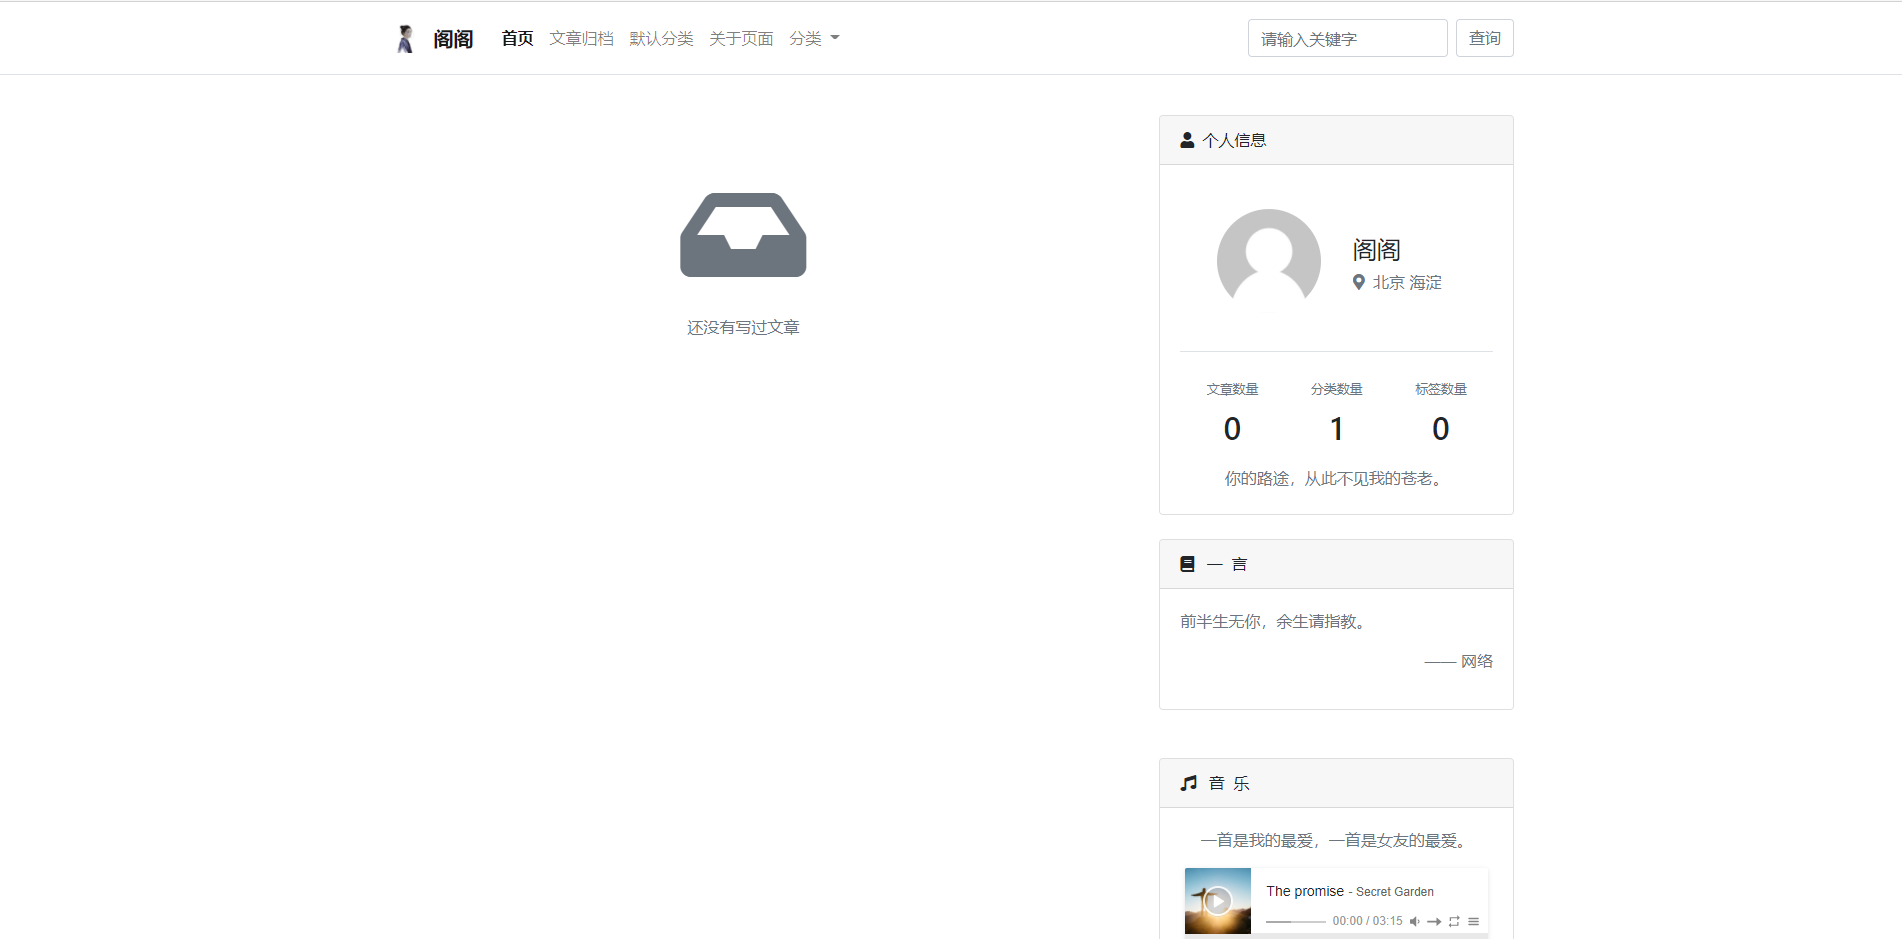 阁阁 首页 文章归档 默认分类 关于页面 分类 请输入关键字 查询
还没有写过文章
个人信息
阁阁
北京 海淀
文章数量 分类数量 标签数量
0 1 0
你的路途，从此不见我的苍老。
一 言
前半生无你，余生请指教。
—— 网络
音 乐
一首是我的最爱，一首是女友的最爱。
The promise - Secret Garden
00:00 / 03:15